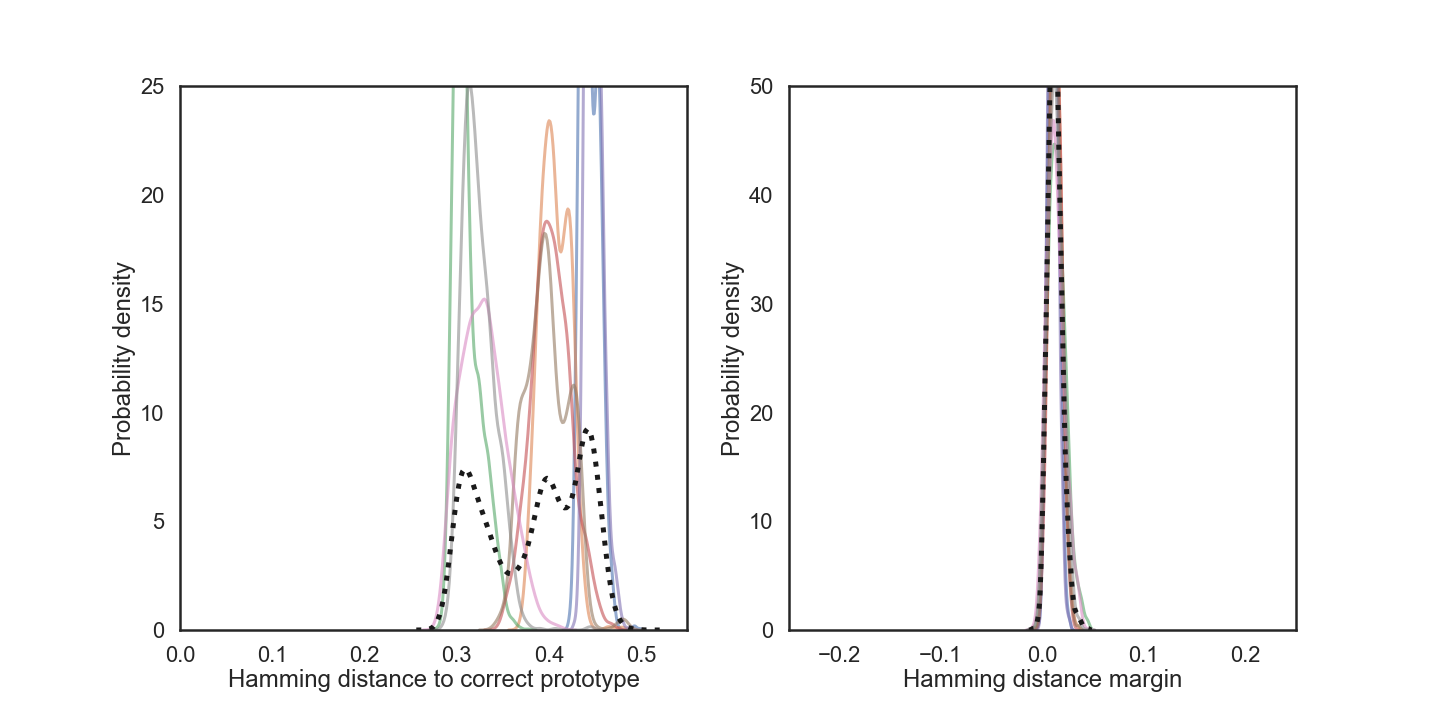 25
20
15
10
5
0
0.0 0.1 0.2 0.3 0.4 0.5
Probability density
Hamming distance to correct prototype
50
40
30
20
10
0
−0.2 −0.1 0.0 0.1 0.2
Probability density
Hamming distance margin